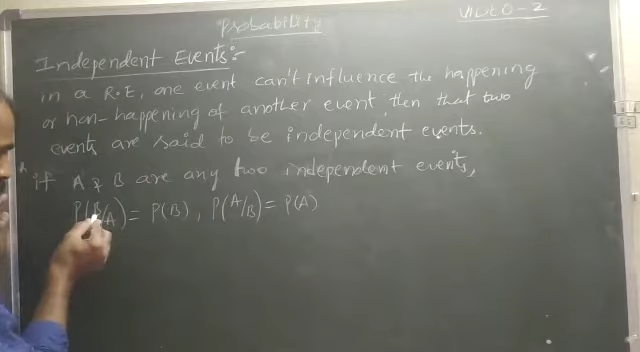 Probability
VIDEO-2
Independent Events:-
in a R.E, one event can't influence the happening
or non-happening of another event, then that two
events are said to be independent events.
* if A & B are any two independent events,
P(B/A) = P(B), P(A/B) = P(A)